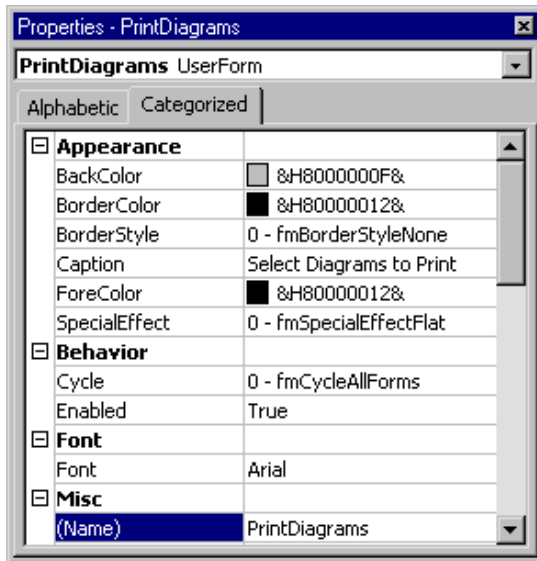 Properties - PrintDiagrams
PrintDiagrams UserForm
Alphabetic Categorized
Appearance
BackColor &H8000000F&
BorderColor &H80000012&
BorderStyle 0 - fmBorderStyleNone
Caption Select Diagrams to Print
ForeColor &H80000012&
SpecialEffect 0 - fmSpecialEffectFlat
Behavior
Cycle 0 - fmCycleAllForms
Enabled True
Font
Font Arial
Misc
(Name) PrintDiagrams